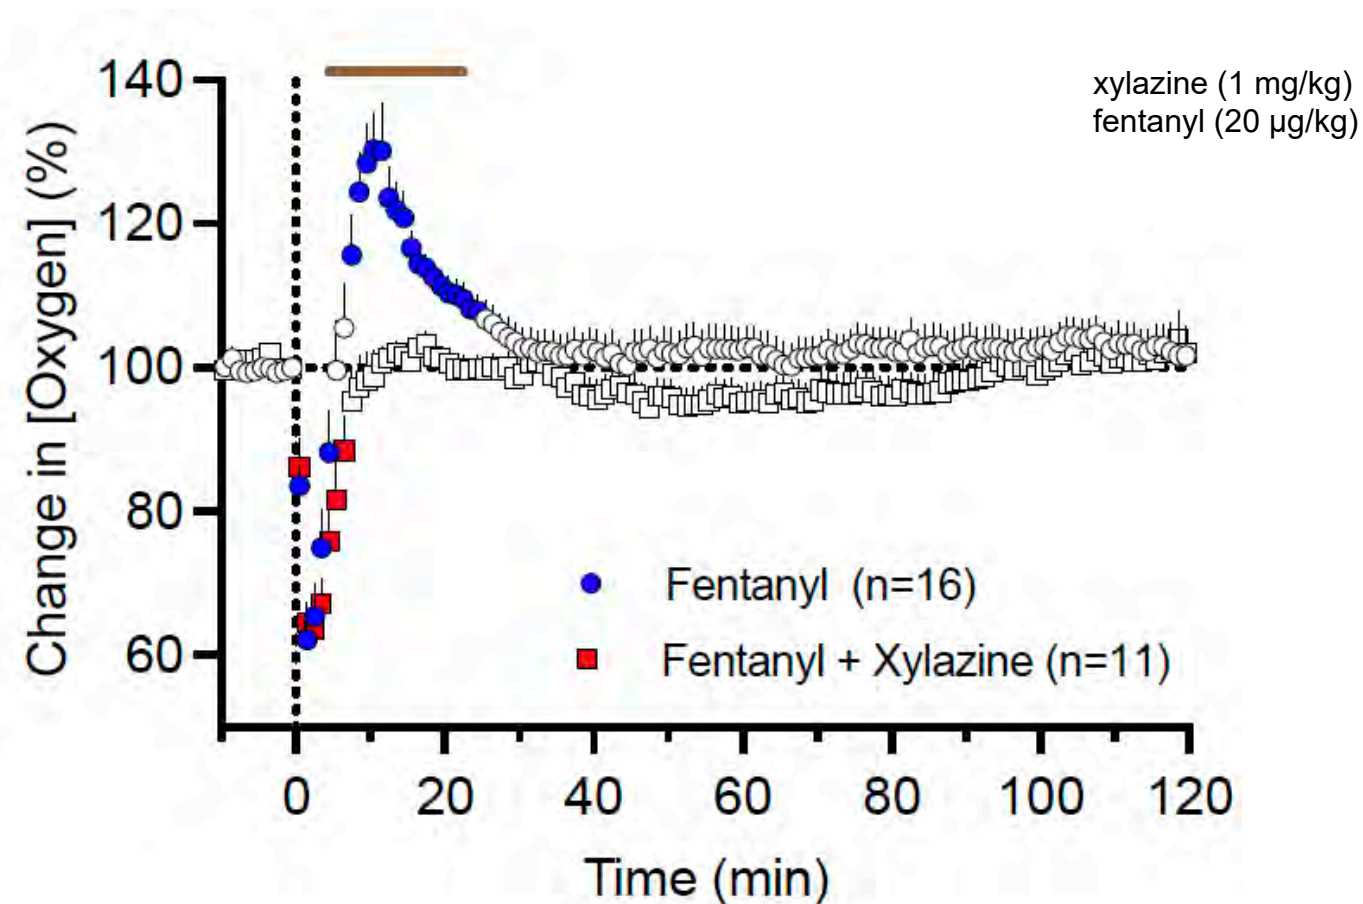 140
120
100
80
60
Change in [Oxygen] (%)
xylazine (1 mg/kg)
fentanyl (20 µg/kg)
Fentanyl (n=16)
Fentanyl + Xylazine (n=11)
0 20 40 60 80 100 120
Time (min)